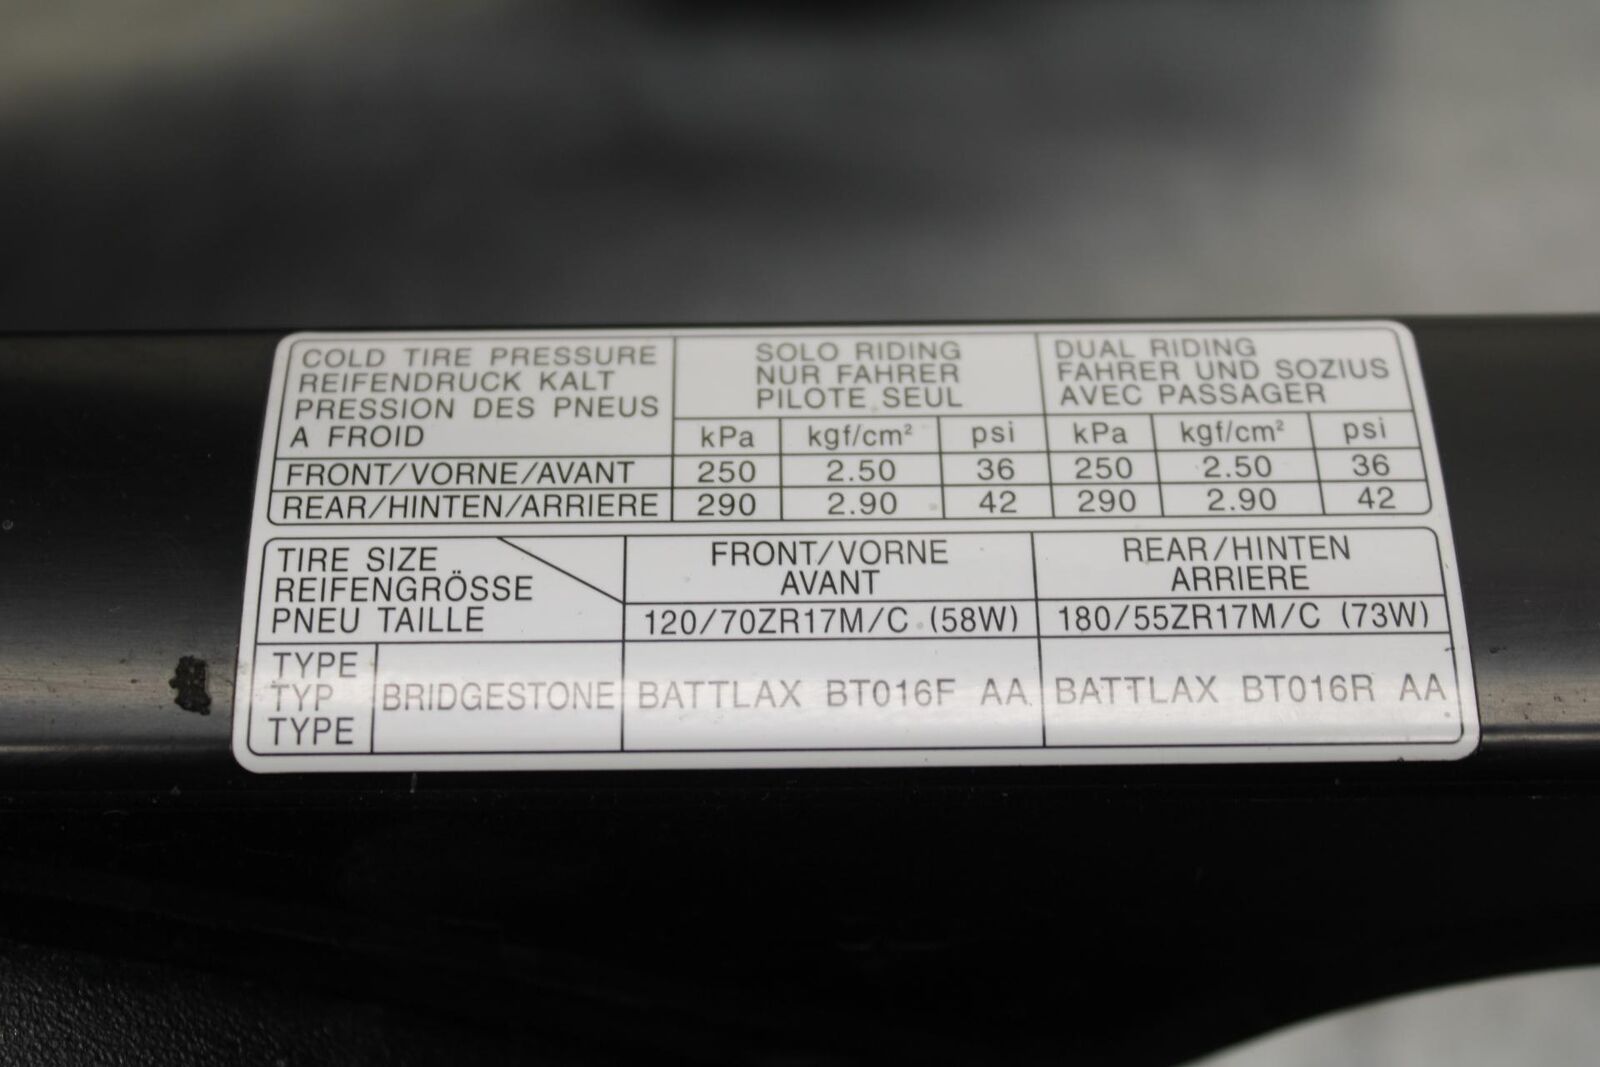 COLD TIRE PRESSURE
REIFENDRUCK KALT
PRESSION DES PNEUS
A FROID
SOLO RIDING
NUR FAHRER
PILOTE SEUL
DUAL RIDING
FAHRER UND SOZIUS
AVEC PASSAGER
kPa kgf/cm² psi kPa kgf/cm² psi
FRONT/VORNE/AVANT 250 2.50 36 250 2.50 36
REAR/HINTEN/ARRIERE 290 2.90 42 290 2.90 42
TIRE SIZE
REIFENGRÖSSE
PNEU TAILLE
FRONT/VORNE
AVANT
REAR/HINTEN
ARRIERE
120/70ZR17M/C (58W) 180/55ZR17M/C (73W)
TYPE
TYP
TYPE
BRIDGESTONE BATTLAX BT016F AA BATTLAX BT016R AA